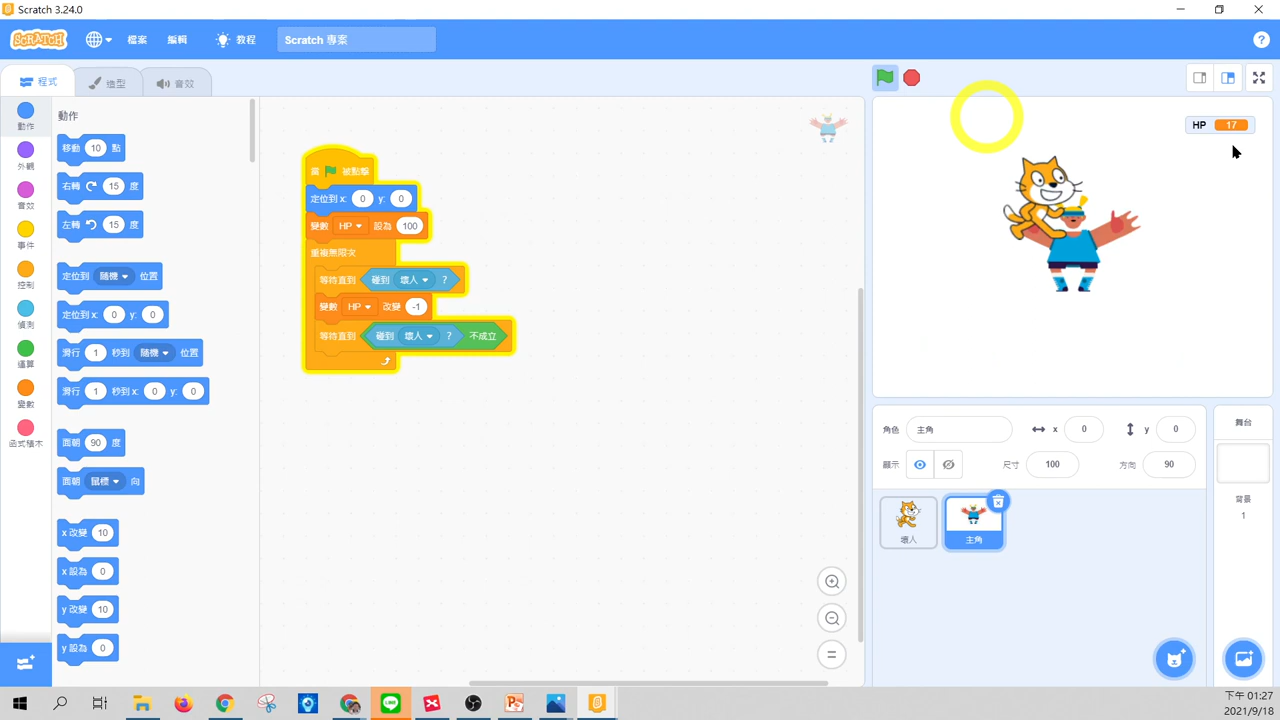 Scratch 3.24.0
SCRATCH 檔案 編輯 教程 Scratch 專案 ?
程式 造型 音效
動作
外觀
音效
事件
控制
偵測
運算
變數
函式積木
動作
移動 10 點
右轉 15 度
左轉 15 度
定位到 隨機 位置
定位到 x: 0 y: 0
滑行 1 秒到 隨機 位置
滑行 1 秒到 x: 0 y: 0
面朝 90 度
面朝 鼠標 向
x 改變 10
x 設為 0
y 改變 10
y 設為 0
當 被點擊
定位到 x: 0 y: 0
變數 HP 設為 100
重複無限次
等待直到 碰到 壞人 ?
變數 HP 改變 -1
等待直到 碰到 壞人 ? 不成立
HP 17
角色 主角 x 0 y 0
顯示 尺寸 100 方向 90
壞人
主角
舞台
背景
1
LINE
下午 01:27
2021/9/18